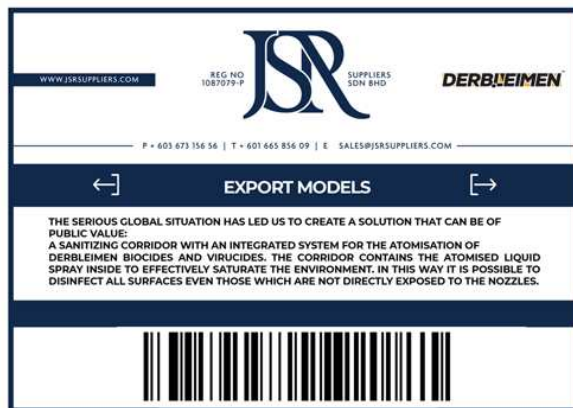 WWW.JSRSUPPLIERS.COM
REG NO
1087079-P
JSR
SUPPLIERS
SDN BHD
DERBLEIMEN™
P + 603 673 156 56 | T + 601 665 856 09 | E SALES@JSRSUPPLIERS.COM
EXPORT MODELS
THE SERIOUS GLOBAL SITUATION HAS LED US TO CREATE A SOLUTION THAT CAN BE OF
PUBLIC VALUE:
A SANITIZING CORRIDOR WITH AN INTEGRATED SYSTEM FOR THE ATOMISATION OF
DERBLEIMEN BIOCIDES AND VIRUCIDES. THE CORRIDOR CONTAINS THE ATOMISED LIQUID
SPRAY INSIDE TO EFFECTIVELY SATURATE THE ENVIRONMENT. IN THIS WAY IT IS POSSIBLE TO
DISINFECT ALL SURFACES EVEN THOSE WHICH ARE NOT DIRECTLY EXPOSED TO THE NOZZLES.